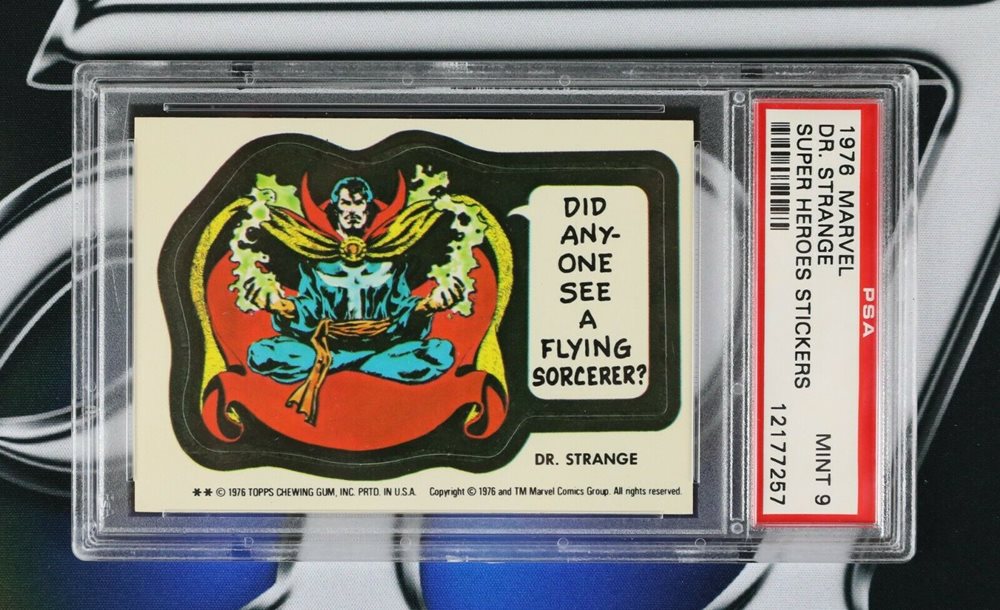 DID
ANY-
ONE
SEE
A
FLYING
SORCERER?
DR. STRANGE
** © 1976 TOPPS CHEWING GUM, INC. PRTD. IN U.S.A. Copyright © 1976 and TM Marvel Comics Group. All rights reserved.
1976 MARVEL
DR. STRANGE
SUPER HEROES STICKERS
MINT 9
12177257
PSA